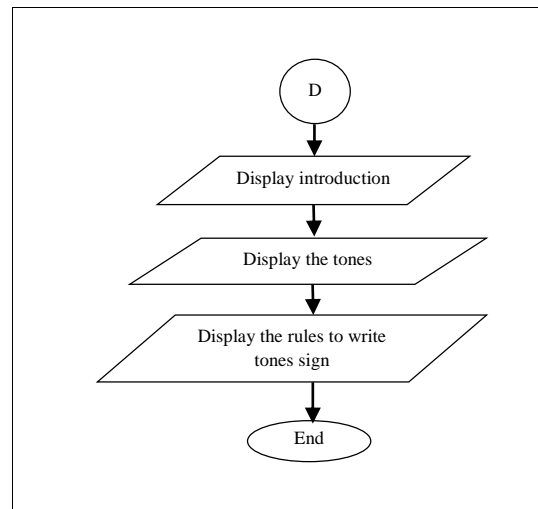 D
Display introduction
Display the tones
Display the rules to write
tones sign
End